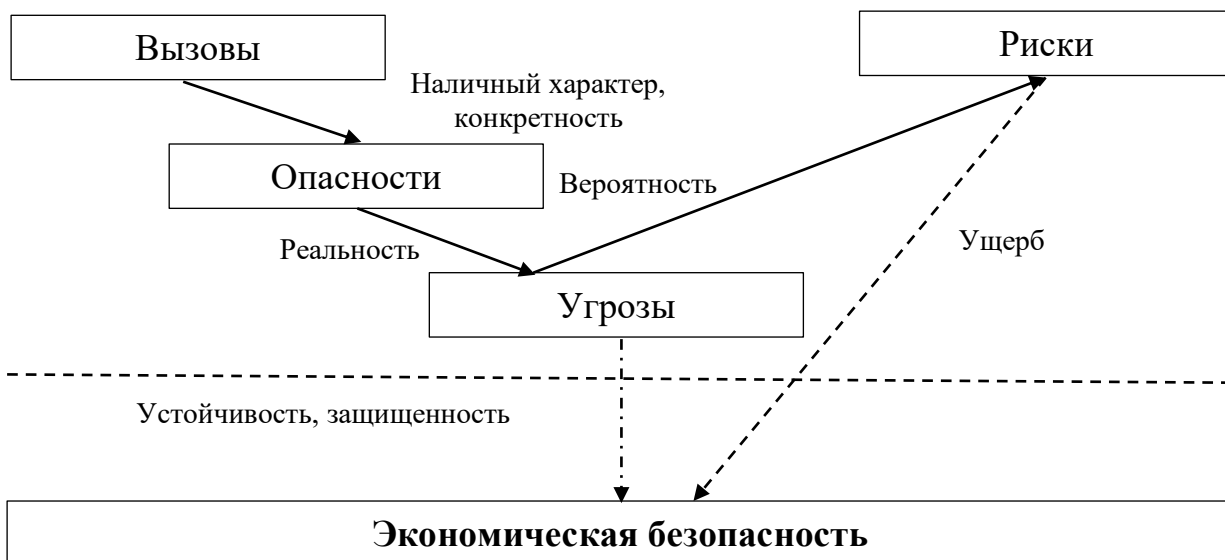 Вызовы
Риски
Наличный характер,
конкретность
Опасности
Вероятность
Реальность
Ущерб
Угрозы
Устойчивость, защищенность
Экономическая безопасность